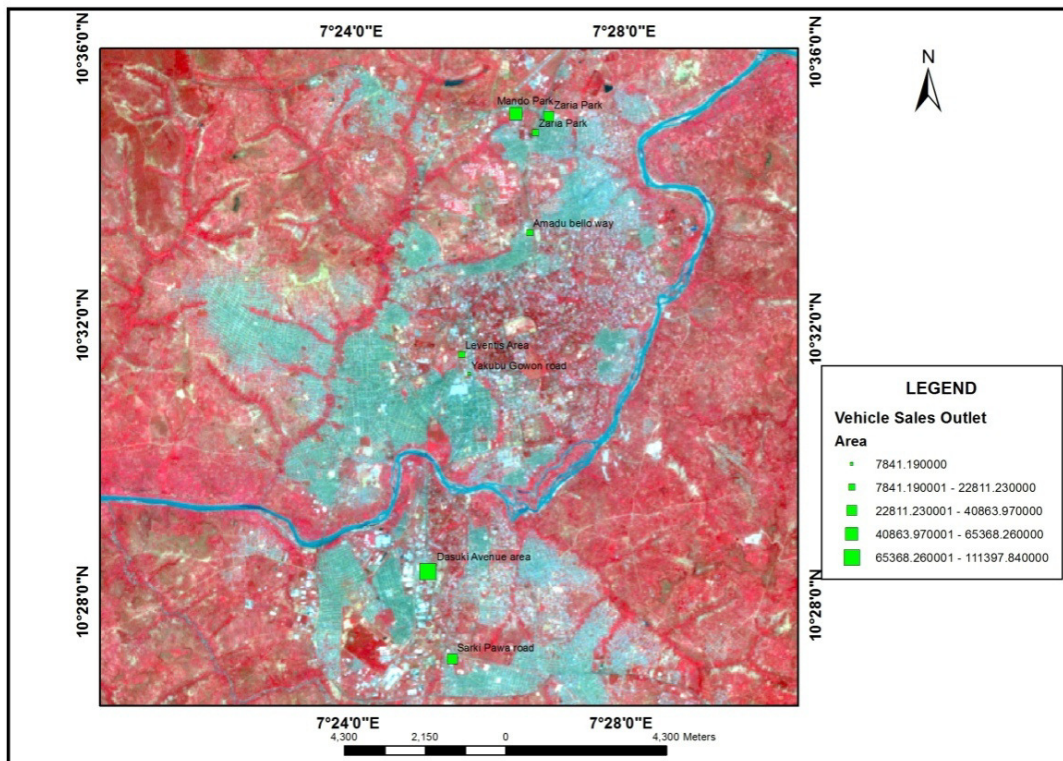 7°24'0"E
7°28'0"E
10°36'0"N
10°36'0"N
N
Mando Park
Zaria Park
Zaria Park
Amadu bello way
10°32'0"N
10°32'0"N
Leventis Area
Yakubu Gowon road
LEGEND
Vehicle Sales Outlet
Area
7841.190000
7841.190001 - 22811.230000
22811.230001 - 40863.970000
40863.970001 - 65368.260000
65368.260001 - 111397.840000
Dosuki Avenue area
10°28'0"N
10°28'0"N
Sarki Pawa road
7°24'0"E
7°28'0"E
4,300
2,150
0
4,300 Meters